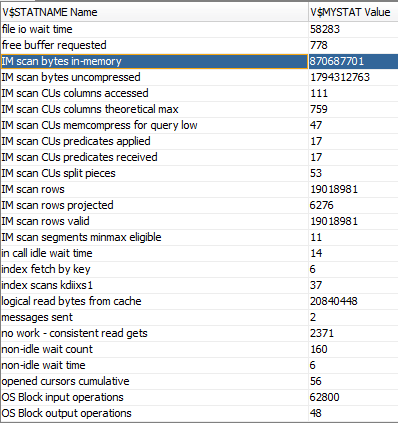 V$STATNAME Name V$MYSTAT Value
file io wait time 58283
free buffer requested 778
IM scan bytes in-memory 870687701
IM scan bytes uncompressed 1794312763
IM scan CUs columns accessed 111
IM scan CUs columns theoretical max 759
IM scan CUs memcompress for query low 47
IM scan CUs predicates applied 17
IM scan CUs predicates received 17
IM scan CUs split pieces 53
IM scan rows 19018981
IM scan rows projected 6276
IM scan rows valid 19018981
IM scan segments minmax eligible 11
in call idle wait time 14
index fetch by key 6
index scans kdiixs1 37
logical read bytes from cache 20840448
messages sent 2
no work - consistent read gets 2371
non-idle wait count 160
non-idle wait time 6
opened cursors cumulative 56
OS Block input operations 62800
OS Block output operations 48